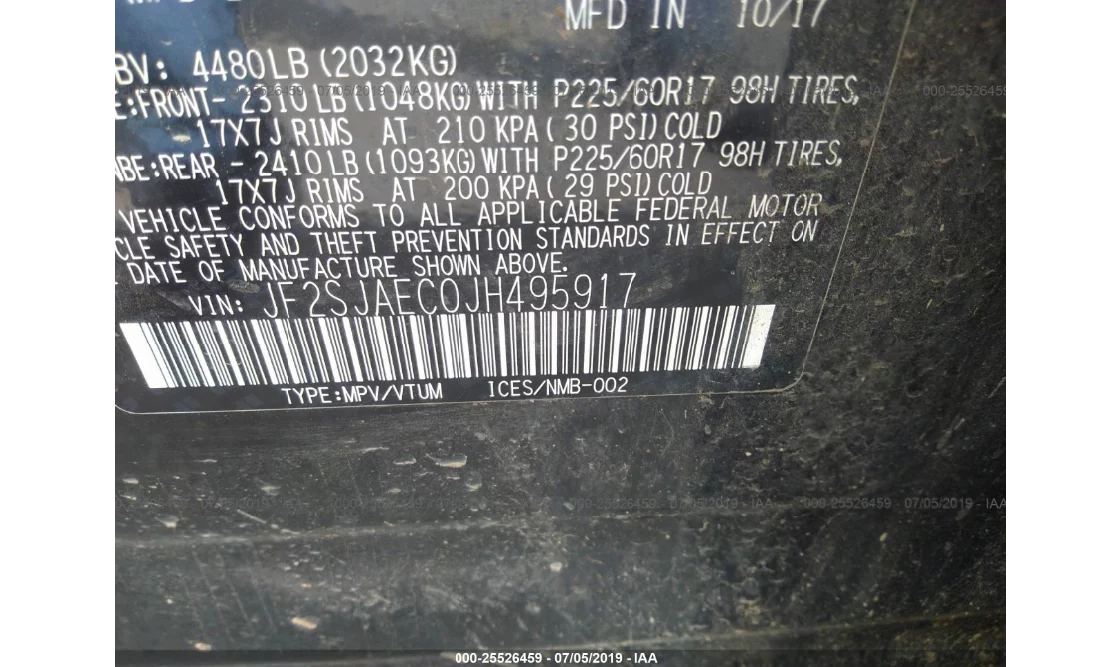 MFD IN 10/17
BV: 4480LB (2032KG)
E:FRONT- 2310 LB (1048KG) WITH P225/60R17 98H TIRES,
17X7J RIMS AT 210 KPA ( 30 PSI) COLD
BE:REAR - 2410 LB (1093KG) WITH P225/60R17 98H TIRES,
17X7J RIMS AT 200 KPA ( 29 PSI) COLD
VEHICLE CONFORMS TO ALL APPLICABLE FEDERAL MOTOR
CLE SAFETY AND THEFT PREVENTION STANDARDS IN EFFECT ON
DATE OF MANUFACTURE SHOWN ABOVE.
VIN: JF2SJAEC0JH495917
TYPE:MPV/VTUM ICES/NMB-002
000-25526459 - 07/05/2019 - IAA